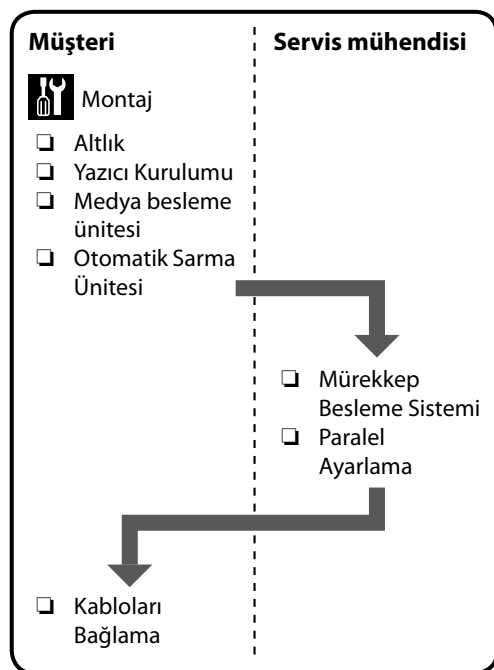 Müşteri
Servis mühendisi
Montaj
❏ Altlık
❏ Yazıcı Kurulumu
❏ Medya besleme
ünitesi
❏ Otomatik Sarma
Ünitesi
❏ Mürekkep
Besleme Sistemi
❏ Paralel
Ayarlama
❏ Kabloları
Bağlama